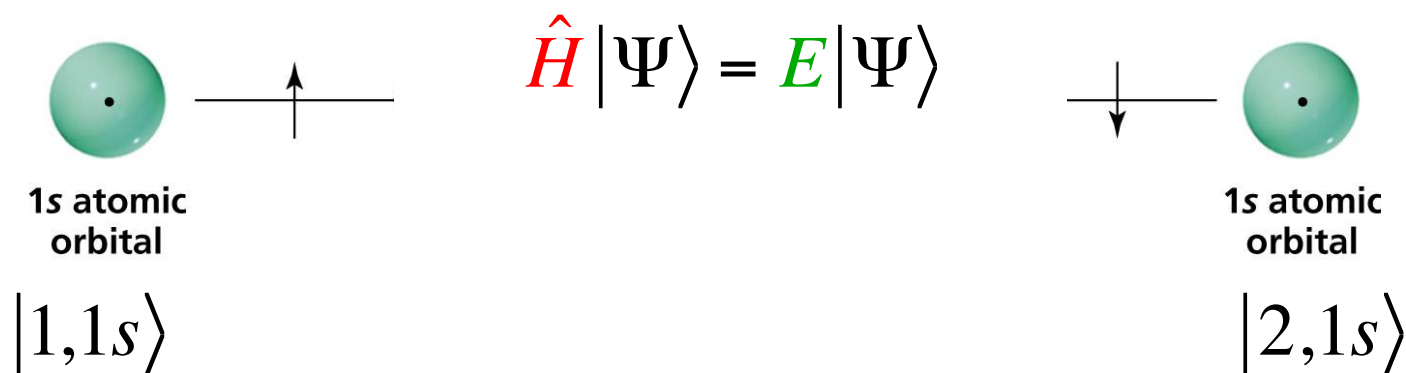 Ĥ|Ψ⟩ = E|Ψ⟩
1s atomic
orbital
1s atomic
orbital
|1,1s⟩
|2,1s⟩